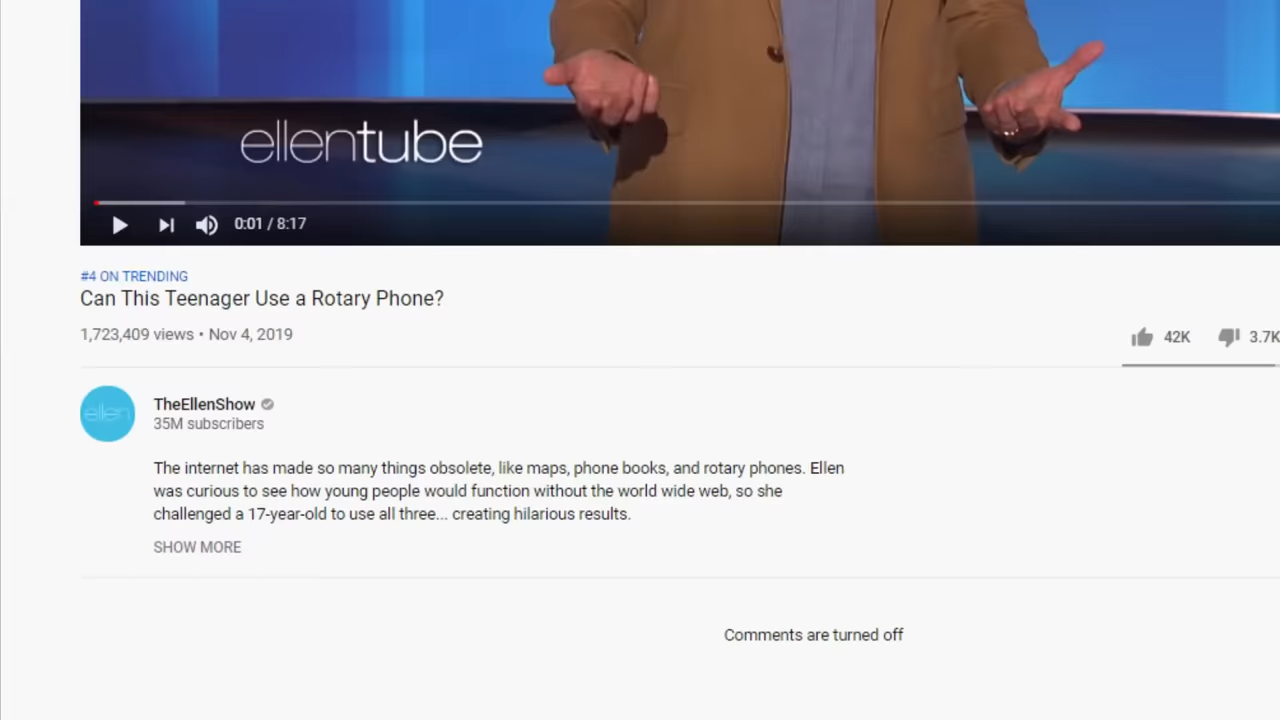 ellentube
0:01 / 8:17
#4 ON TRENDING
Can This Teenager Use a Rotary Phone?
1,723,409 views • Nov 4, 2019
42K
3.7K
ellen
TheEllenShow
35M subscribers
The internet has made so many things obsolete, like maps, phone books, and rotary phones. Ellen
was curious to see how young people would function without the world wide web, so she
challenged a 17-year-old to use all three... creating hilarious results.
SHOW MORE
Comments are turned off